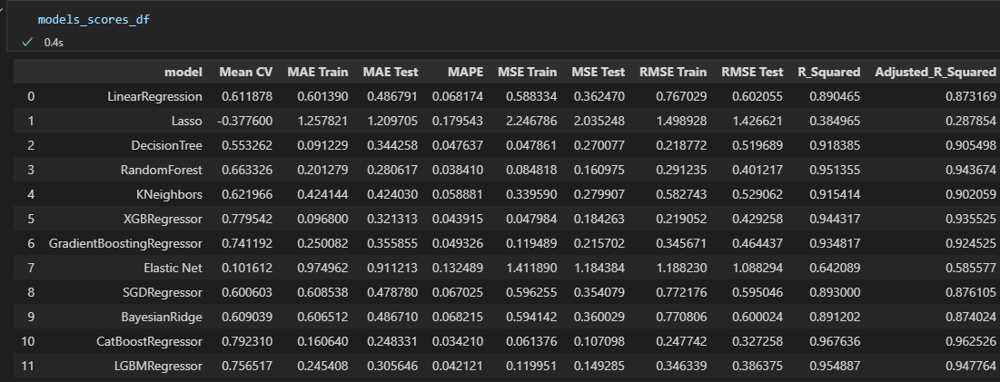 models_scores_df
0.4s
model Mean CV MAE Train MAE Test MAPE MSE Train MSE Test RMSE Train RMSE Test R_Squared Adjusted_R_Squared
0 LinearRegression 0.611878 0.601390 0.486791 0.068174 0.588334 0.362470 0.767029 0.602055 0.890465 0.873169
1 Lasso -0.377600 1.257821 1.209705 0.179543 2.246786 2.035248 1.498928 1.426621 0.384965 0.287854
2 DecisionTree 0.553262 0.091229 0.344258 0.047637 0.047861 0.270077 0.218772 0.519689 0.918385 0.905498
3 RandomForest 0.663326 0.201279 0.280617 0.038410 0.084818 0.160975 0.291235 0.401217 0.951355 0.943674
4 KNeighbors 0.621966 0.424144 0.424030 0.058881 0.339590 0.279907 0.582743 0.529062 0.915414 0.902059
5 XGBRegressor 0.779542 0.096800 0.321313 0.043915 0.047984 0.184263 0.219052 0.429258 0.944317 0.935525
6 GradientBoostingRegressor 0.741192 0.250082 0.355855 0.049326 0.119489 0.215702 0.345671 0.464437 0.934817 0.924525
7 Elastic Net 0.101612 0.974962 0.911213 0.132489 1.411890 1.184384 1.188230 1.088294 0.642089 0.585577
8 SGDRegressor 0.600603 0.608538 0.478780 0.067025 0.596255 0.354079 0.772176 0.595046 0.893000 0.876105
9 BayesianRidge 0.609039 0.606512 0.486710 0.068215 0.594142 0.360029 0.770806 0.600024 0.891202 0.874024
10 CatBoostRegressor 0.792310 0.160640 0.248331 0.034210 0.061376 0.107098 0.247742 0.327258 0.967636 0.962526
11 LGBMRegressor 0.756517 0.245408 0.305646 0.042121 0.119951 0.149285 0.346339 0.386375 0.954887 0.947764